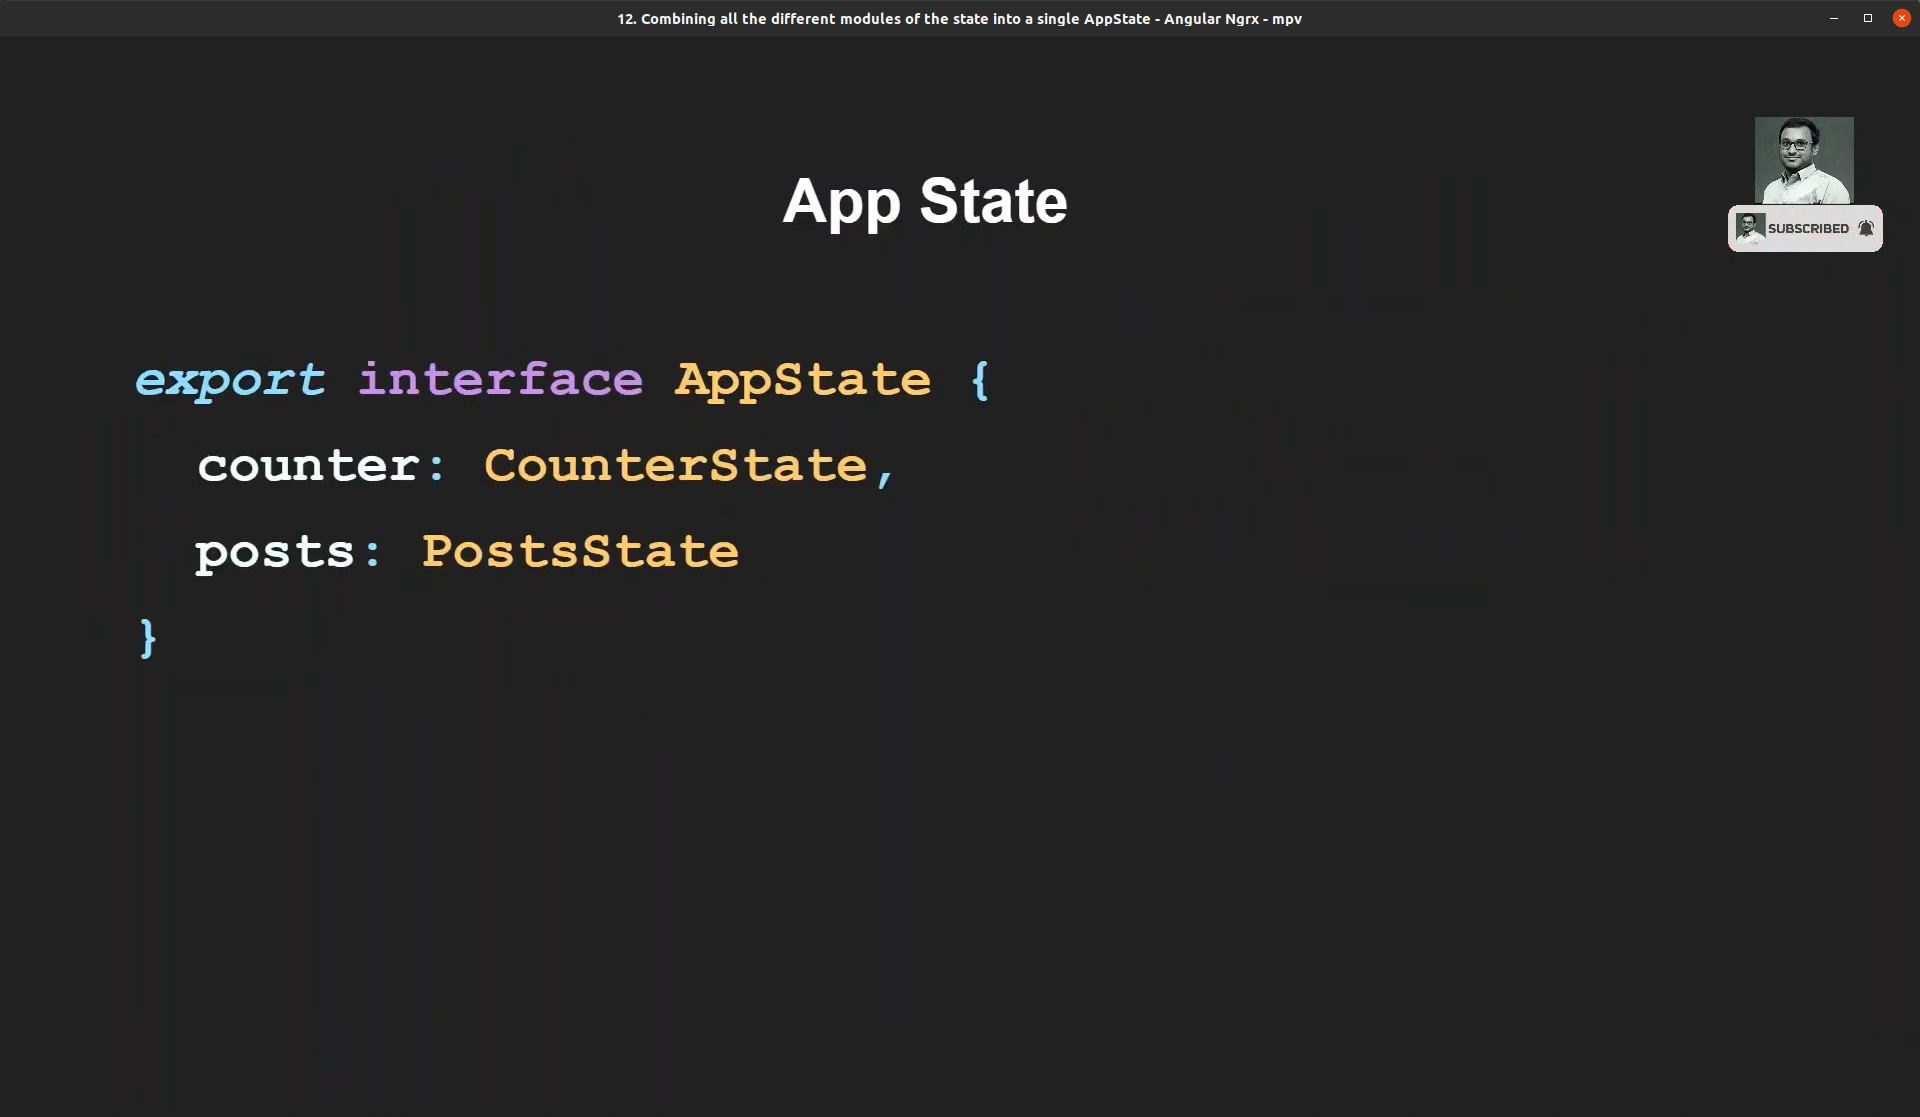 12. Combining all the different modules of the state into a single AppState - Angular Ngrx - mpv
App State
SUBSCRIBED
export interface AppState {
counter: CounterState,
posts: PostsState
}